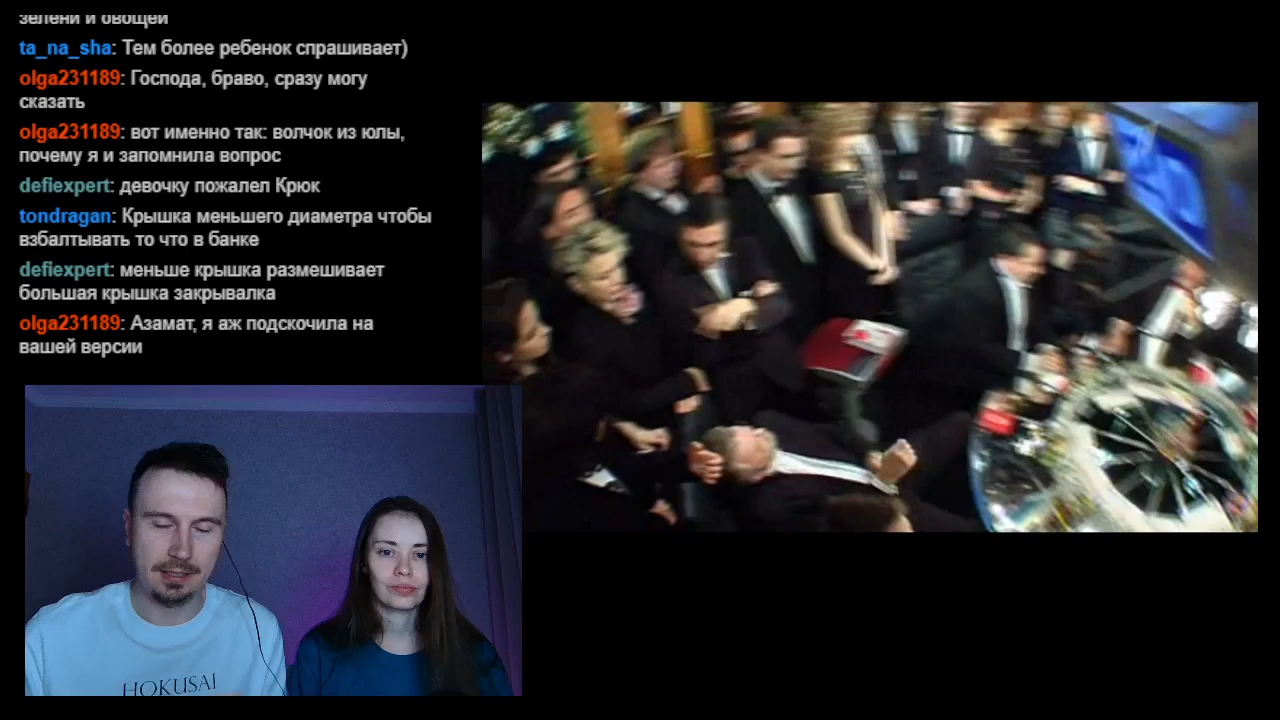 зелени и овощей
ta_na_sha: Тем более ребенок спрашивает)
olga231189: Господа, браво, сразу могу
сказать
olga231189: вот именно так: волчок из юлы,
почему я и запомнила вопрос
defiexpert: девочку пожалел Крюк
tondragan: Крышка меньшего диаметра чтобы
взбалтывать то что в банке
defiexpert: меньше крышка размешивает
большая крышка закрывалка
olga231189: Азамат, я аж подскочила на
вашей версии
HOKUSAI